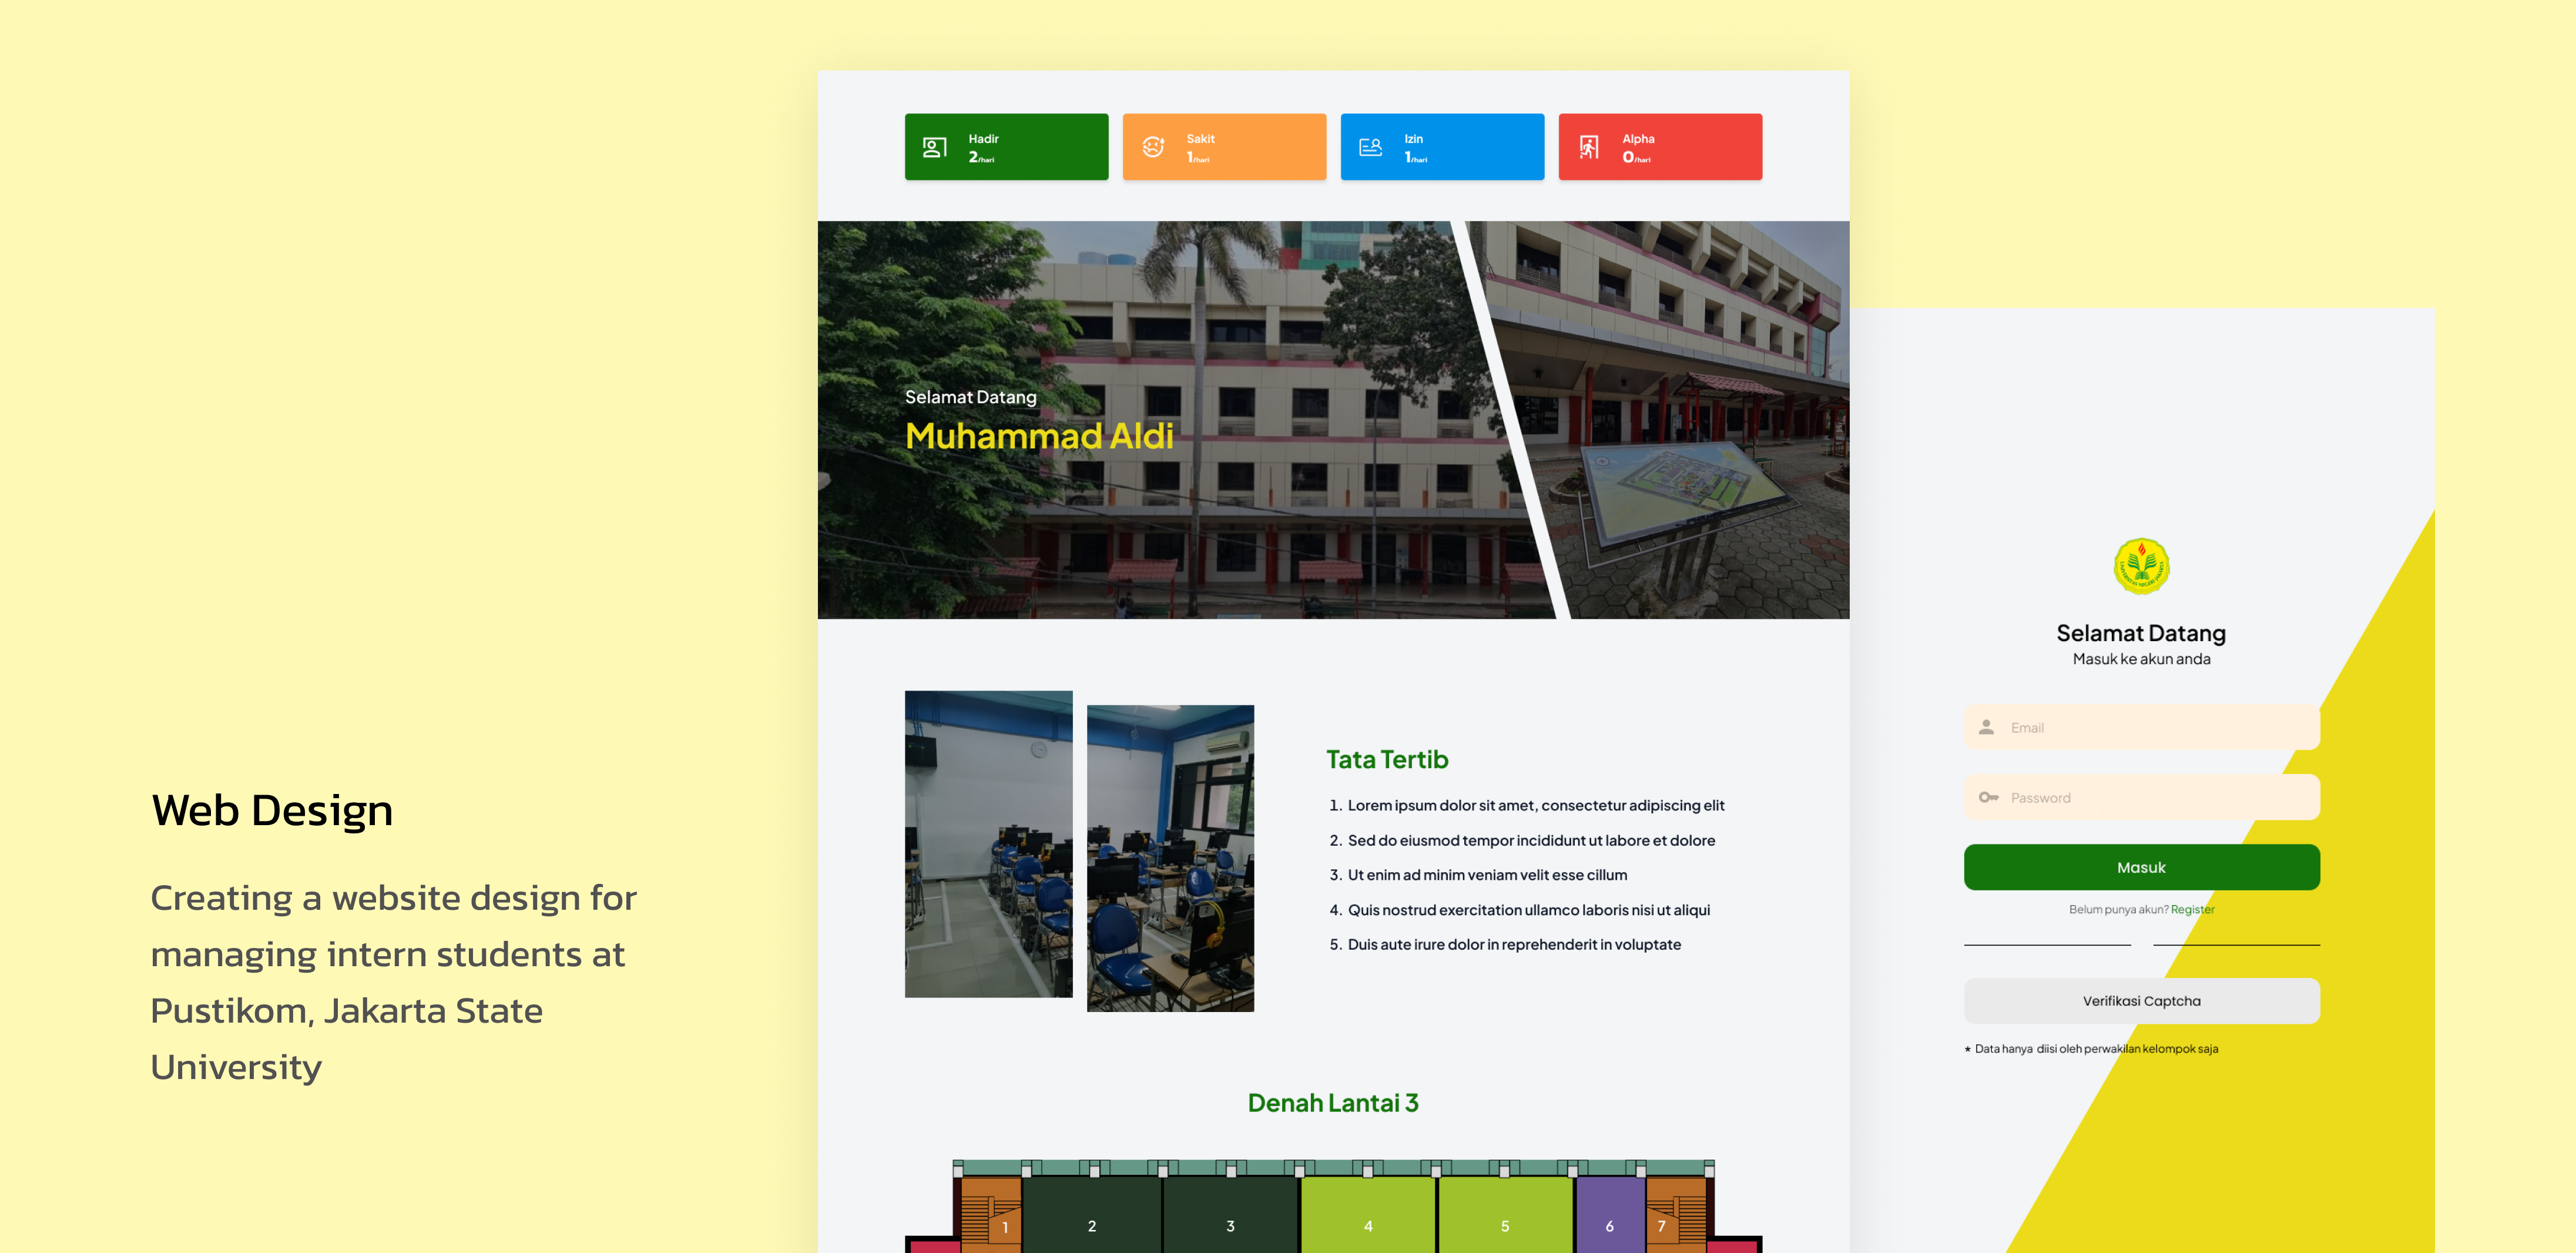 Web Design
Creating a website design for
managing intern students at
Pustikom, Jakarta State
University
Hadir
2/hari
Sakit
1/hari
Izin
1/hari
Alpha
0/hari
Selamat Datang
Muhammad Aldi
Tata Tertib
1. Lorem ipsum dolor sit amet, consectetur adipiscing elit
2. Sed do eiusmod tempor incididunt ut labore et dolore
3. Ut enim ad minim veniam velit esse cillum
4. Quis nostrud exercitation ullamco laboris nisi ut aliqui
5. Duis aute irure dolor in reprehenderit in voluptate
Denah Lantai 3
1 2 3 4 5 6 7
UNIVERSITAS NEGERI JAKARTA
Selamat Datang
Masuk ke akun anda
Email
Password
Masuk
Belum punya akun? Register
Verifikasi Captcha
* Data hanya diisi oleh perwakilan kelompok saja